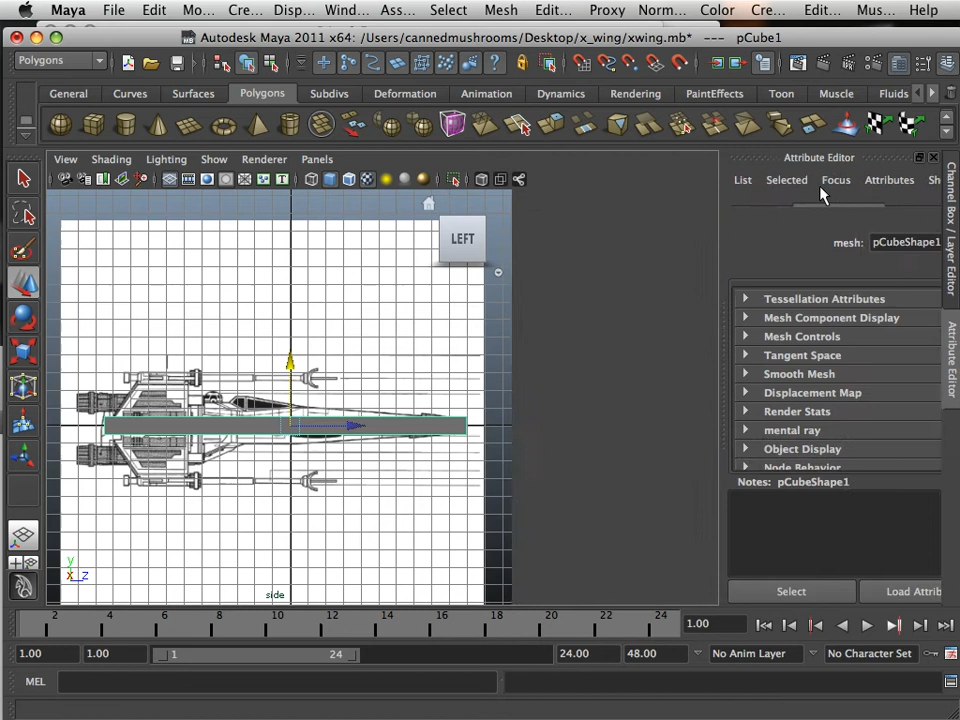 Maya File Edit Mo... Cre... Disp... Wind... Ass... Select Mesh Edit... Proxy Norm... Color Cre... Edit... Mus... Help
Autodesk Maya 2011 x64: /Users/cannedmushrooms/Desktop/x_wing/xwing.mb* --- pCube1
Polygons
General Curves Surfaces Polygons Subdivs Deformation Animation Dynamics Rendering PaintEffects Toon Muscle Fluids
View Shading Lighting Show Renderer Panels
Attribute Editor
List Selected Focus Attributes Sh
LEFT
mesh: pCubeShape1
Tessellation Attributes
Mesh Component Display
Mesh Controls
Tangent Space
Smooth Mesh
Displacement Map
Render Stats
mental ray
Object Display
Node Behavior
Notes: pCubeShape1
Select Load Attrib
Channel Box / Layer Editor
Attribute Editor
y
x z
side
2 4 6 8 10 12 14 16 18 20 22 24
1.00
1.00 1.00 1 24 24.00 48.00 No Anim Layer No Character Set
MEL